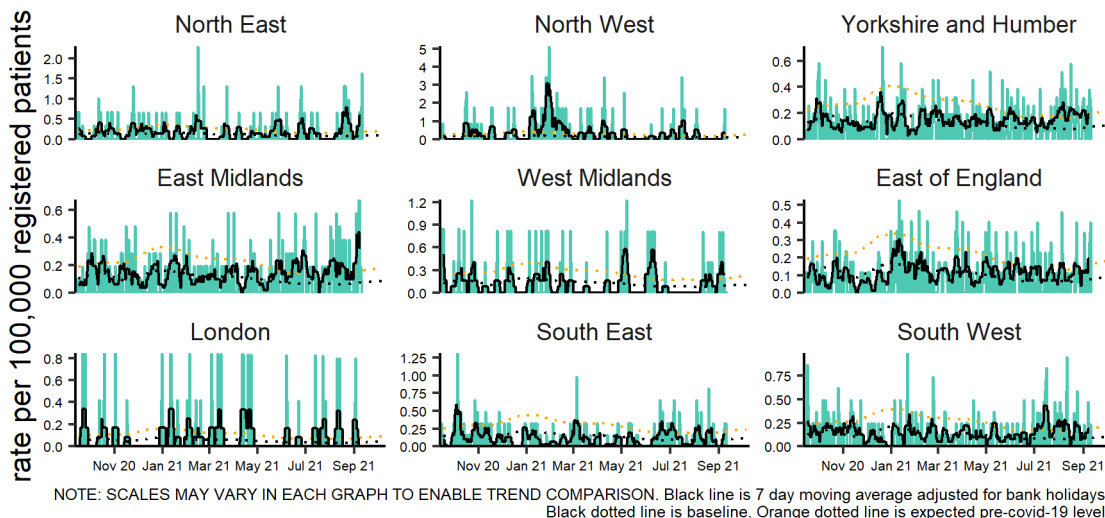 North East North West Yorkshire and Humber
2.0 1.5 1.0 0.5 0.0
5 4 3 2 1 0
0.6 0.4 0.2 0.0
East Midlands West Midlands East of England
0.6 0.4 0.2 0.0
1.2 0.9 0.6 0.3 0.0
0.5 0.4 0.3 0.2 0.1 0.0
London South East South West
0.8 0.6 0.4 0.2 0.0
1.25 1.00 0.75 0.50 0.25 0.00
0.75 0.50 0.25 0.00
Nov 20 Jan 21 Mar 21 May 21 Jul 21 Sep 21 Nov 20 Jan 21 Mar 21 May 21 Jul 21 Sep 21 Nov 20 Jan 21 Mar 21 May 21 Jul 21 Sep 21
rate per 100,000 registered patients
NOTE: SCALES MAY VARY IN EACH GRAPH TO ENABLE TREND COMPARISON. Black line is 7 day moving average adjusted for bank holidays
Black dotted line is baseline. Orange dotted line is expected pre-covid-19 level